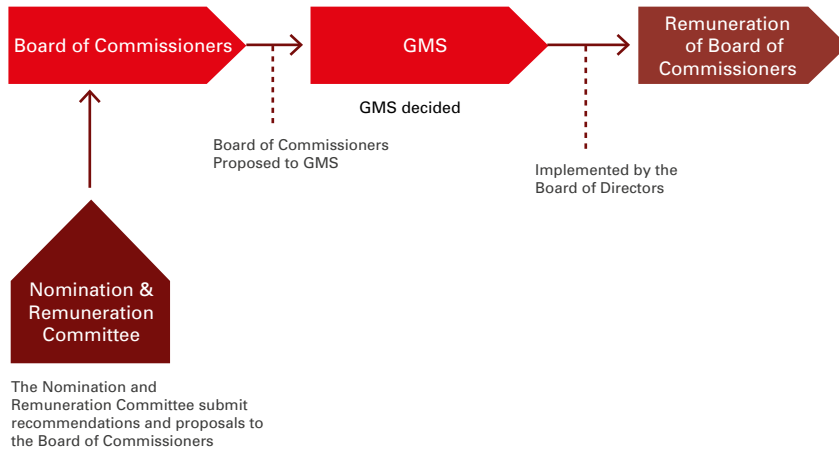 Board of Commissioners
GMS
Remuneration
of Board of
Commissioners
GMS decided
Board of Commissioners
Proposed to GMS
Implemented by the
Board of Directors
Nomination &
Remuneration
Committee
The Nomination and
Remuneration Committee submit
recommendations and proposals to
the Board of Commissioners